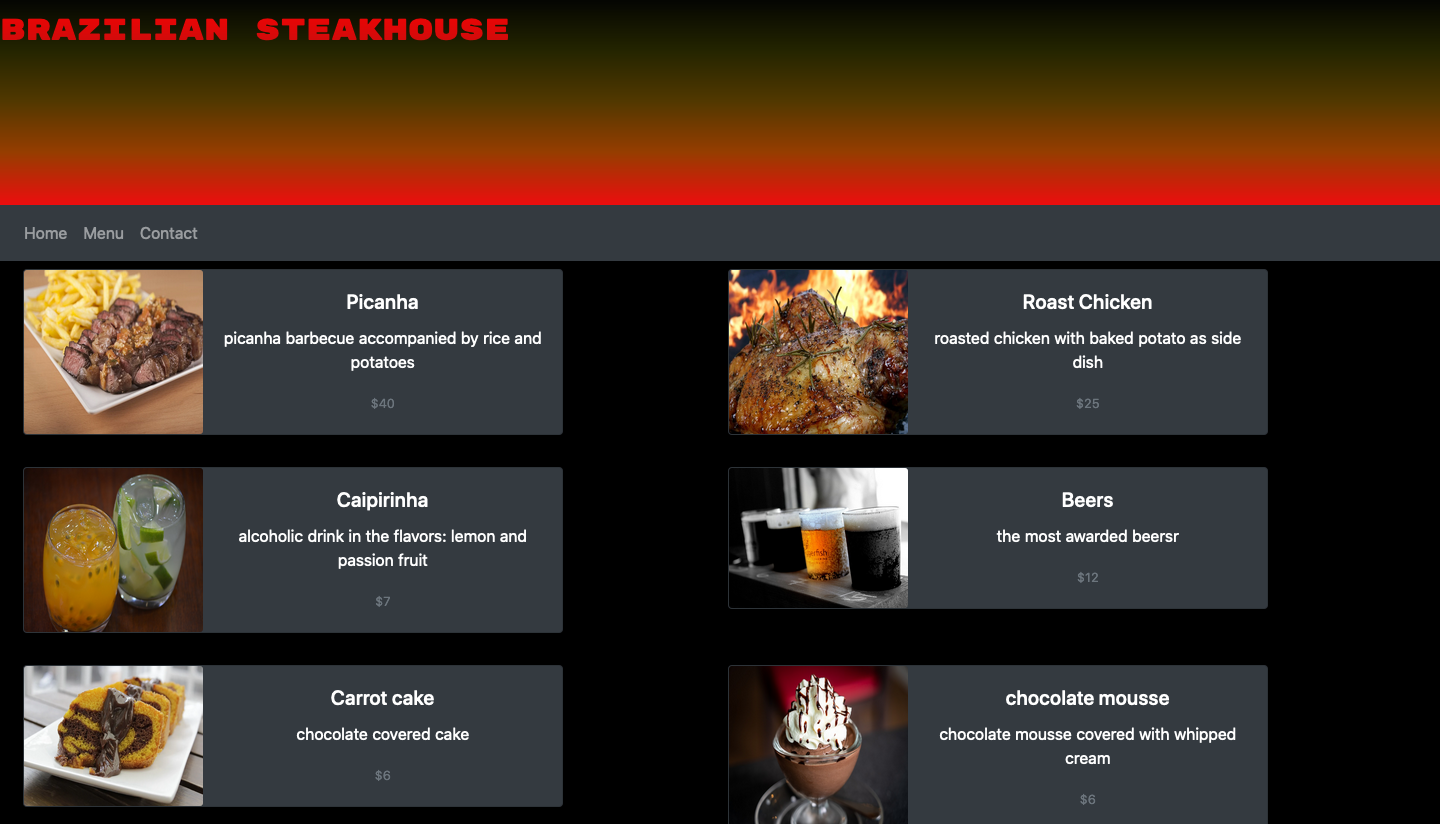 BRAZILIAN STEAKHOUSE
Home Menu Contact
Picanha
picanha barbecue accompanied by rice and
potatoes
$40
Roast Chicken
roasted chicken with baked potato as side
dish
$25
Caipirinha
alcoholic drink in the flavors: lemon and
passion fruit
$7
Beers
the most awarded beersr
$12
Carrot cake
chocolate covered cake
$6
chocolate mousse
chocolate mousse covered with whipped
cream
$6